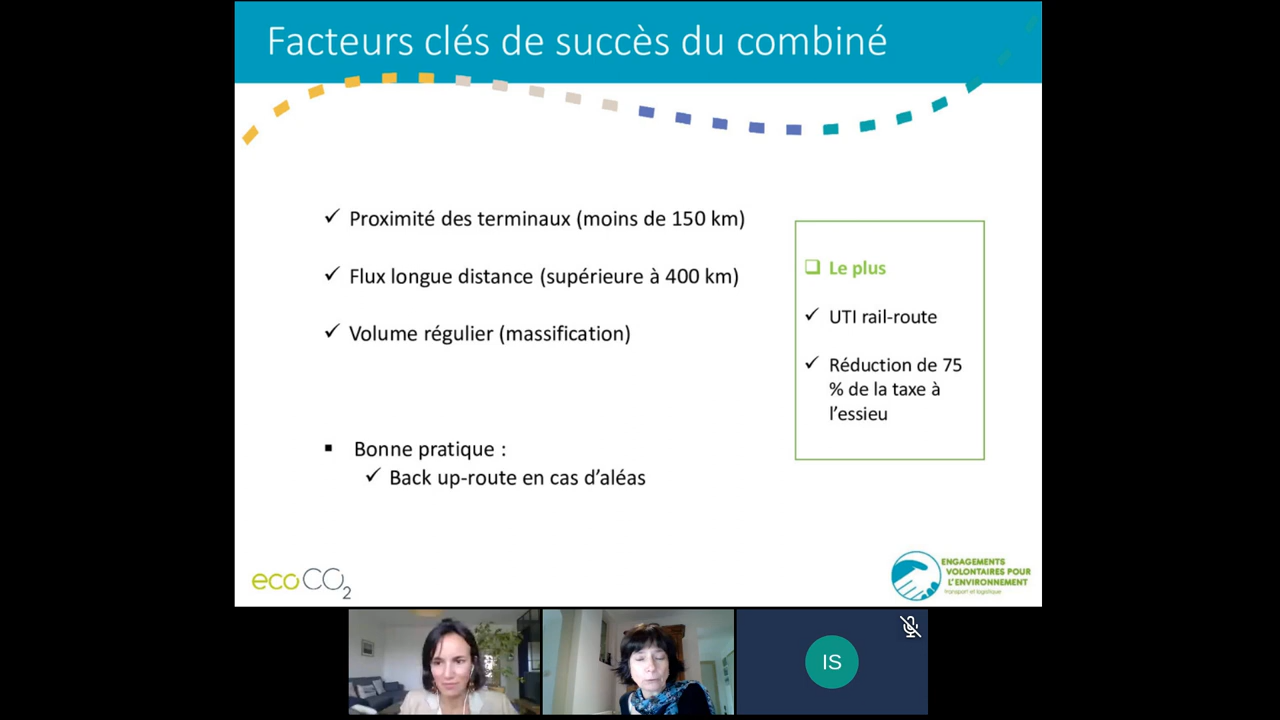 Facteurs clés de succès du combiné
✓ Proximité des terminaux (moins de 150 km)
✓ Flux longue distance (supérieure à 400 km)
✓ Volume régulier (massification)
▪ Bonne pratique :
✓ Back up-route en cas d'aléas
❑ Le plus
✓ UTI rail-route
✓ Réduction de 75
% de la taxe à
l'essieu
ecoCO2
ENGAGEMENTS
VOLONTAIRES POUR
L'ENVIRONNEMENT
transport et logistique
IS